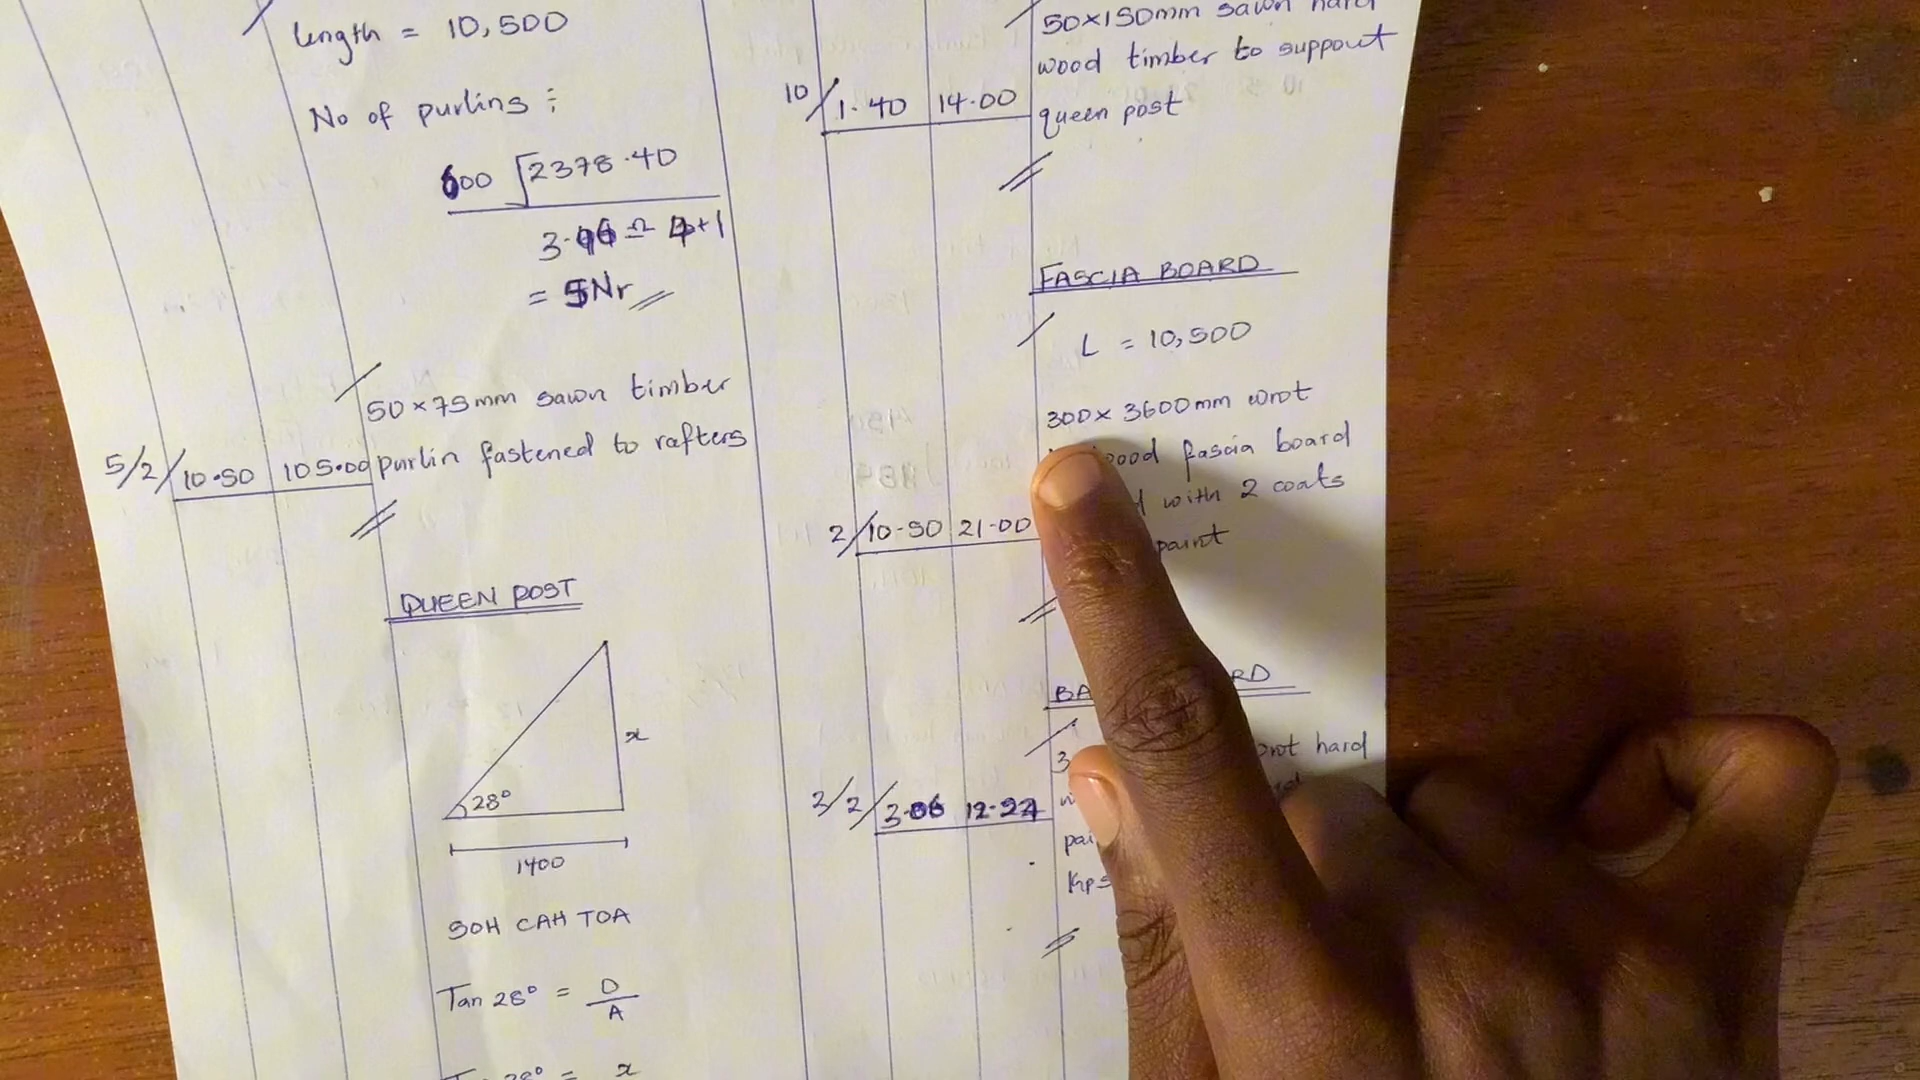 length = 10,500
No of purlins :
600 √2378.40
3.96 ≏ 4+1
= 5Nr
50×75mm sawn timber
5/2/ 10.50 105.00 purlin fastened to rafters
QUEEN POST
x
28°
1400
SOH CAH TOA
Tan 28° = O
A
= x
50×150mm sawn hard
wood timber to support
10/ 1.40 14.00
queen post
FASCIA BOARD
L = 10,500
300× 3600mm wrot
fascia board
with 2 coats
2/ 10.50 21.00
paint
hard
2/2/ 3.06 12.24